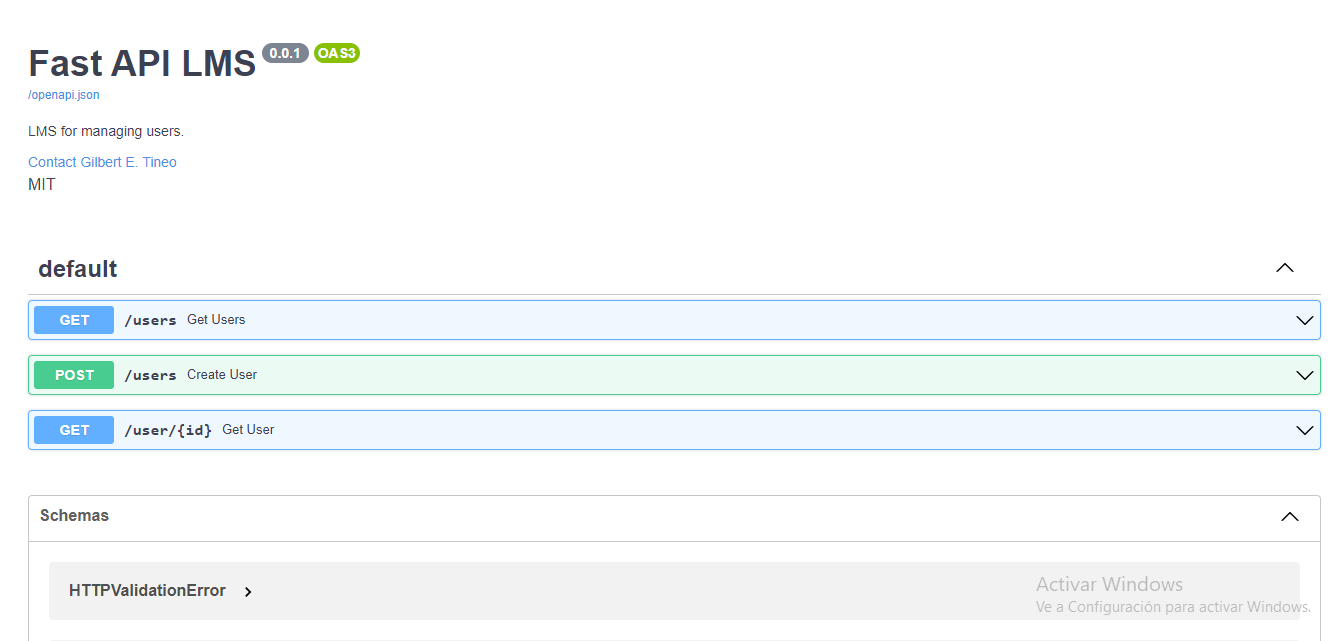 Fast API LMS 0.0.1 OAS3
/openapi.json
LMS for managing users.
Contact Gilbert E. Tineo
MIT
default
GET /users Get Users
POST /users Create User
GET /user/{id} Get User
Schemas
HTTPValidationError
Activar Windows
Ve a Configuración para activar Windows.